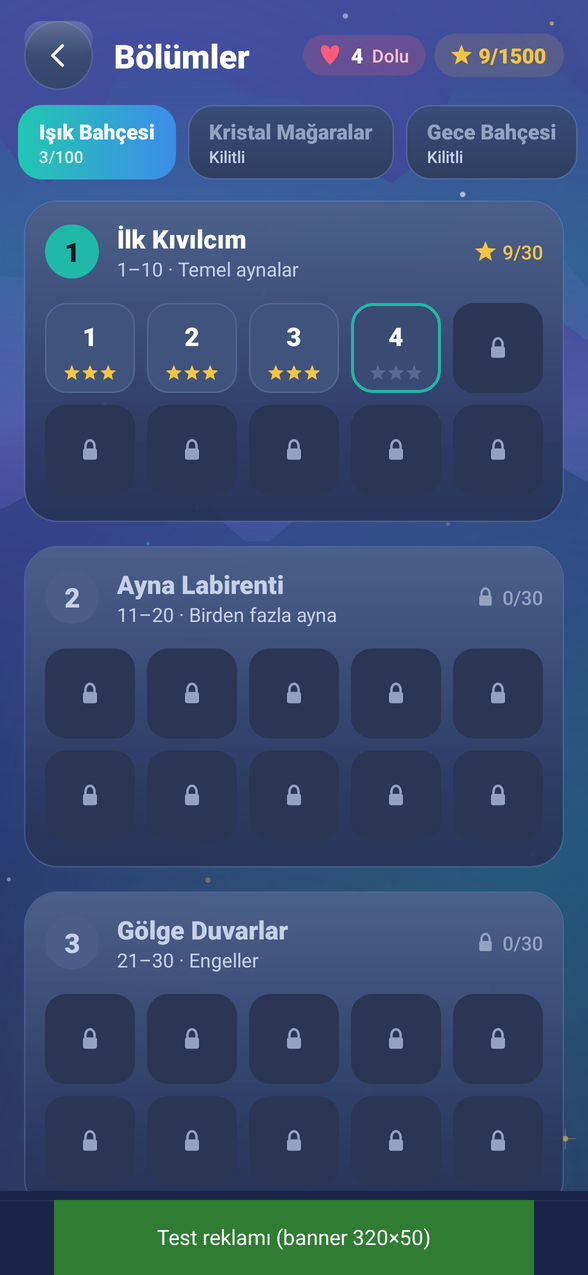 Bölümler
4 Dolu
9/1500
Işık Bahçesi
3/100
Kristal Mağaralar
Kilitli
Gece Bahçesi
Kilitli
1
İlk Kıvılcım
1–10 · Temel aynalar
9/30
1 2 3 4
2
Ayna Labirenti
11–20 · Birden fazla ayna
0/30
3
Gölge Duvarlar
21–30 · Engeller
0/30
Test reklamı (banner 320×50)